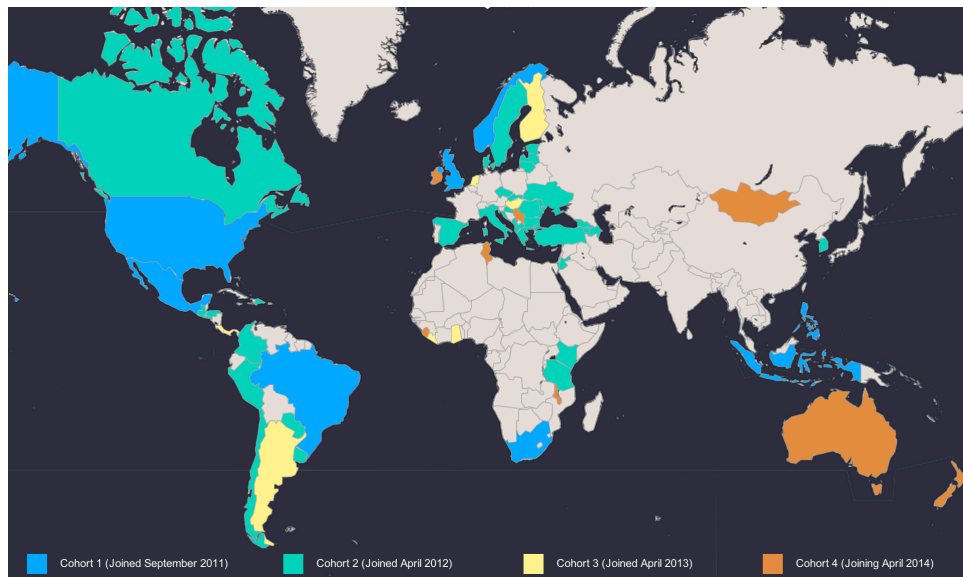 Cohort 1 (Joined September 2011)
Cohort 2 (Joined April 2012)
Cohort 3 (Joined April 2013)
Cohort 4 (Joining April 2014)